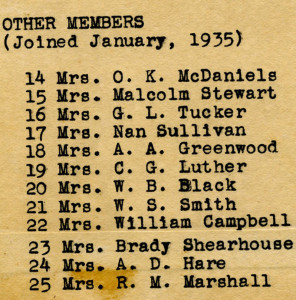 OTHER MEMBERS
(Joined January, 1935)
14 Mrs. O. K. McDaniels
15 Mrs. Malcolm Stewart
16 Mrs. G. L. Tucker
17 Mrs. Nan Sullivan
18 Mrs. A. A. Greenwood
19 Mrs. C. G. Luther
20 Mrs. W. B. Black
21 Mrs. W. S. Smith
22 Mrs. William Campbell
23 Mrs. Brady Shearhouse
24 Mrs. A. D. Hare
25 Mrs. R. M. Marshall